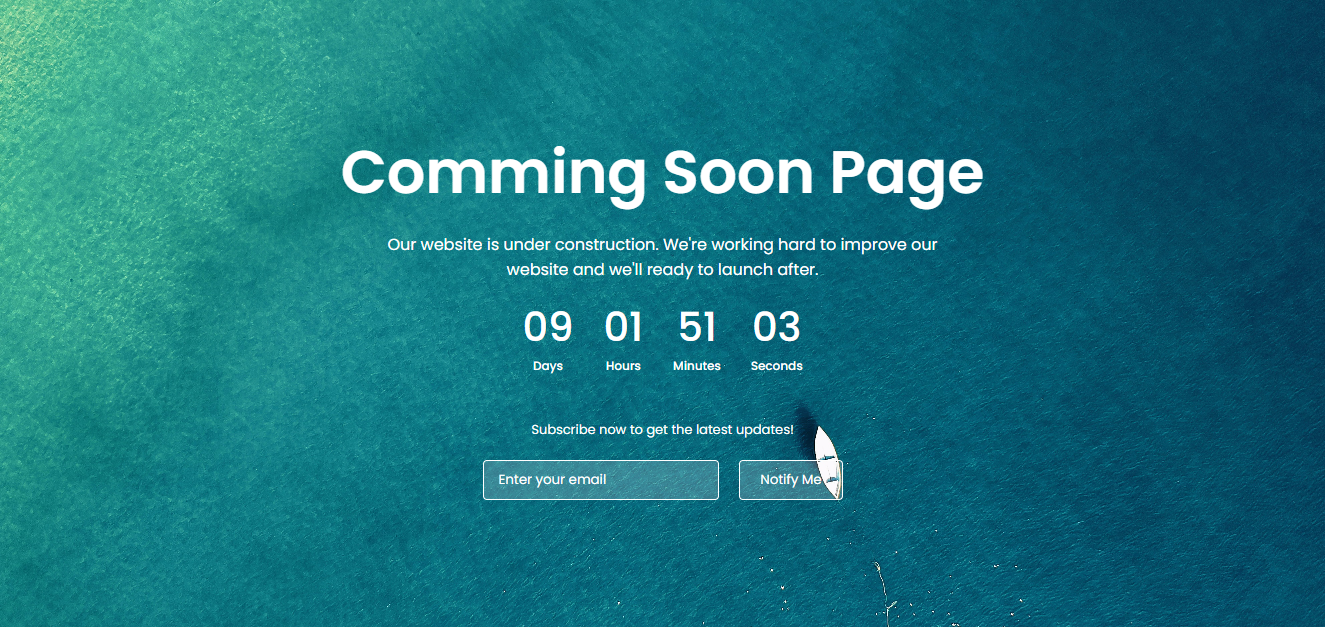 Comming Soon Page
Our website is under construction. We're working hard to improve our
website and we'll ready to launch after.
09 01 51 03
Days Hours Minutes Seconds
Subscribe now to get the latest updates!
Enter your email Notify Me